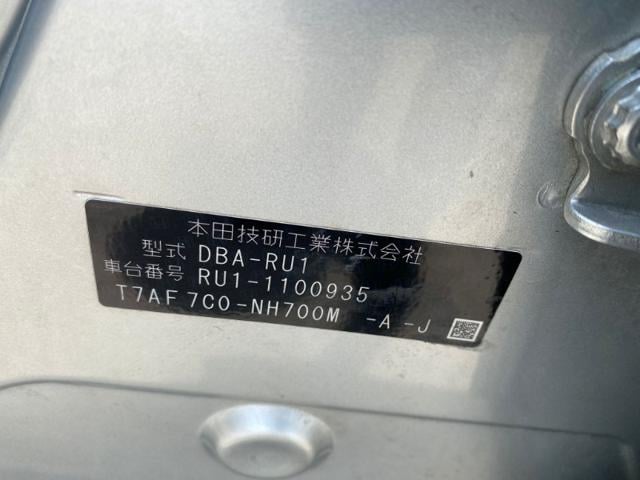 本田技研工業株式会社
型式 DBA-RU1
車台番号 RU1-1100935
T7AF7C0-NH700M -A-J